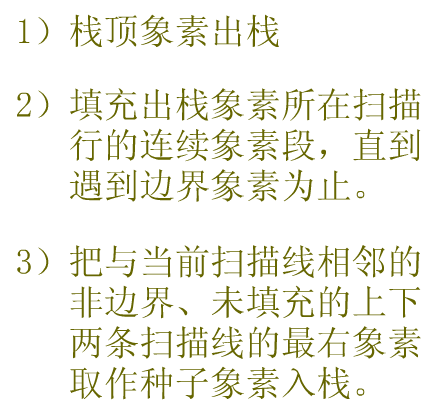 1）栈顶象素出栈
2）填充出栈象素所在扫描
行的连续象素段，直到
遇到边界象素为止。
3）把与当前扫描线相邻的
非边界、未填充的上下
两条扫描线的最右象素
取作种子象素入栈。